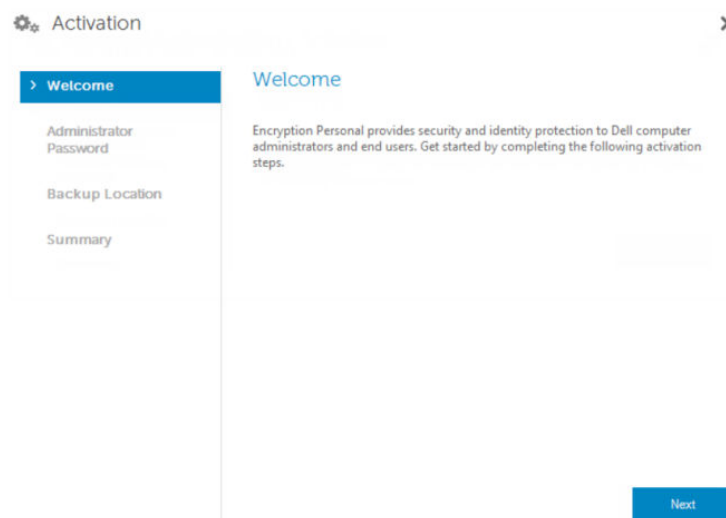 Activation
Welcome
Administrator
Password
Backup Location
Summary
Welcome
Encryption Personal provides security and identity protection to Dell computer
administrators and end users. Get started by completing the following activation
steps.
Next